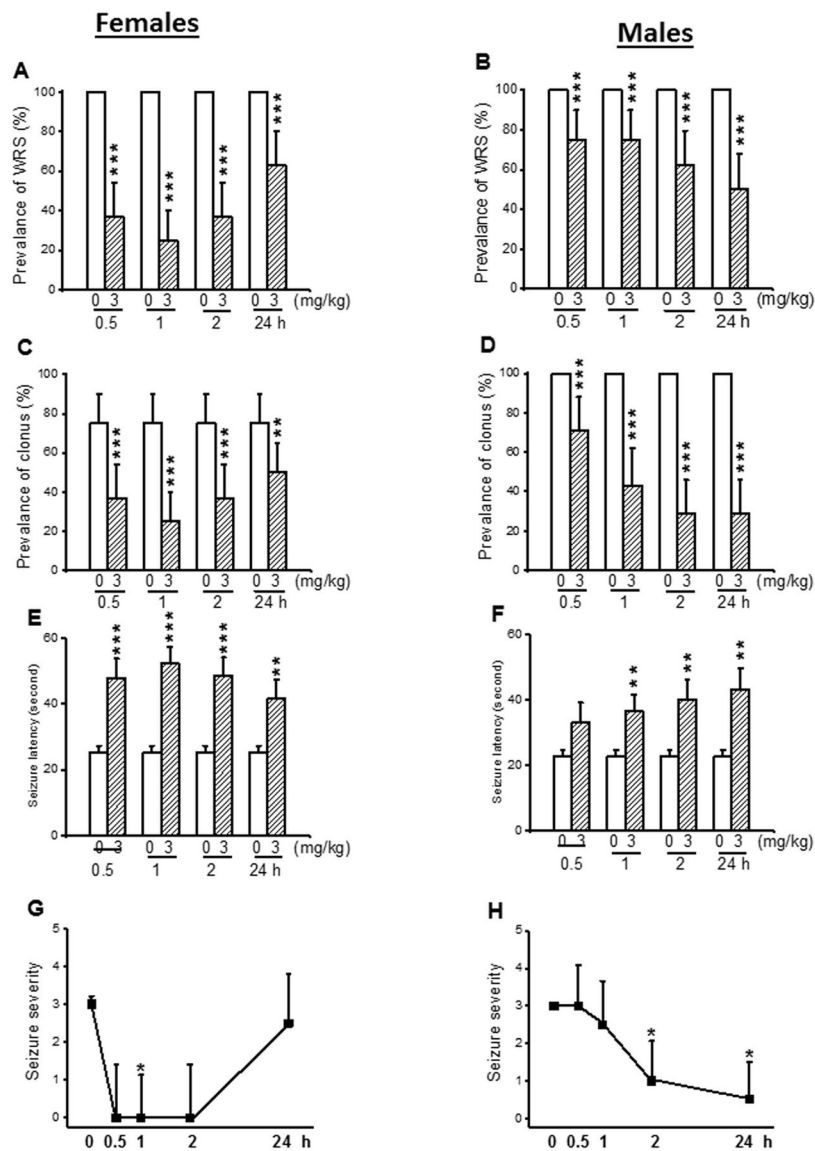 Females
Males
A
Prevalance of WRS (%)
100
80
60
40
20
0
***
***
***
***
0 3 0 3 0 3 0 3 (mg/kg)
0.5 1 2 24 h
B
Prevalance of WRS (%)
100
80
60
40
20
0
***
***
***
***
0 3 0 3 0 3 0 3 (mg/kg)
0.5 1 2 24 h
C
Prevalance of clonus (%)
100
80
60
40
20
0
***
***
***
**
0 3 0 3 0 3 0 3 (mg/kg)
0.5 1 2 24 h
D
Prevalance of clonus (%)
100
80
60
40
20
0
***
***
***
***
0 3 0 3 0 3 0 3 (mg/kg)
0.5 1 2 24 h
E
Seizure latency (second)
60
40
20
0
***
***
***
**
0 3 0 3 0 3 0 3 (mg/kg)
0.5 1 2 24 h
F
Seizure latency (second)
60
40
20
0
**
**
**
0 3 0 3 0 3 0 3 (mg/kg)
0.5 1 2 24 h
G
Seizure severity
5
4
3
2
1
0
*
0 0.5 1 2 24 h
H
Seizure severity
5
4
3
2
1
0
*
*
0 0.5 1 2 24 h